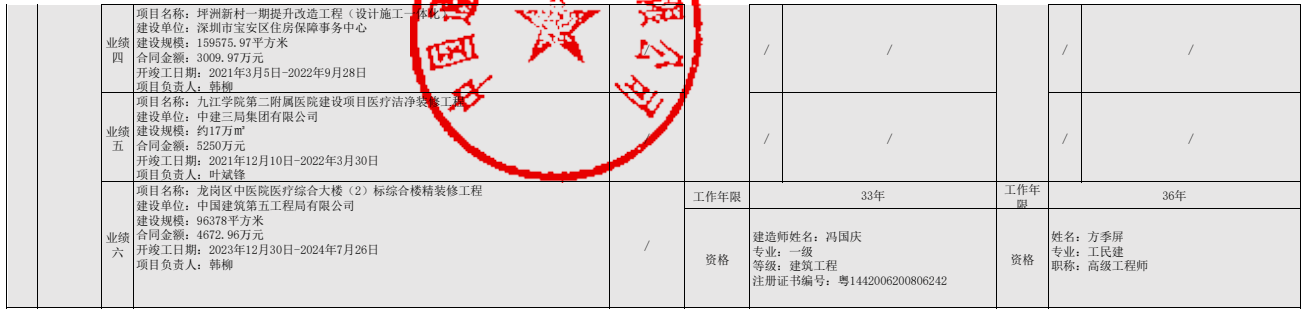 业绩四
项目名称：坪洲新村一期提升改造工程（设计施工一体化）
建设单位：深圳市宝安区住房保障事务中心
建设规模：159575.97平方米
合同金额：3009.97万元
开竣工日期：2021年3月5日-2022年9月28日
项目负责人：韩柳
/
/
/
/
/
业绩五
项目名称：九江学院第二附属医院建设项目医疗洁净装修工程
建设单位：中建三局集团有限公司
建设规模：约17万㎡
合同金额：5250万元
开竣工日期：2021年12月10日-2022年3月30日
项目负责人：叶斌锋
/
/
/
/
/
业绩六
项目名称：龙岗区中医院医疗综合大楼（2）标综合楼精装修工程
建设单位：中国建筑第五工程局有限公司
建设规模：96378平方米
合同金额：4672.96万元
开竣工日期：2023年12月30日-2024年7月26日
项目负责人：韩柳
/
工作年限
33年
工作年限
36年
资格
建造师姓名：冯国庆
专业：一级
等级：建筑工程
注册证书编号：粤1442006200806242
资格
姓名：方季屏
专业：工民建
职称：高级工程师